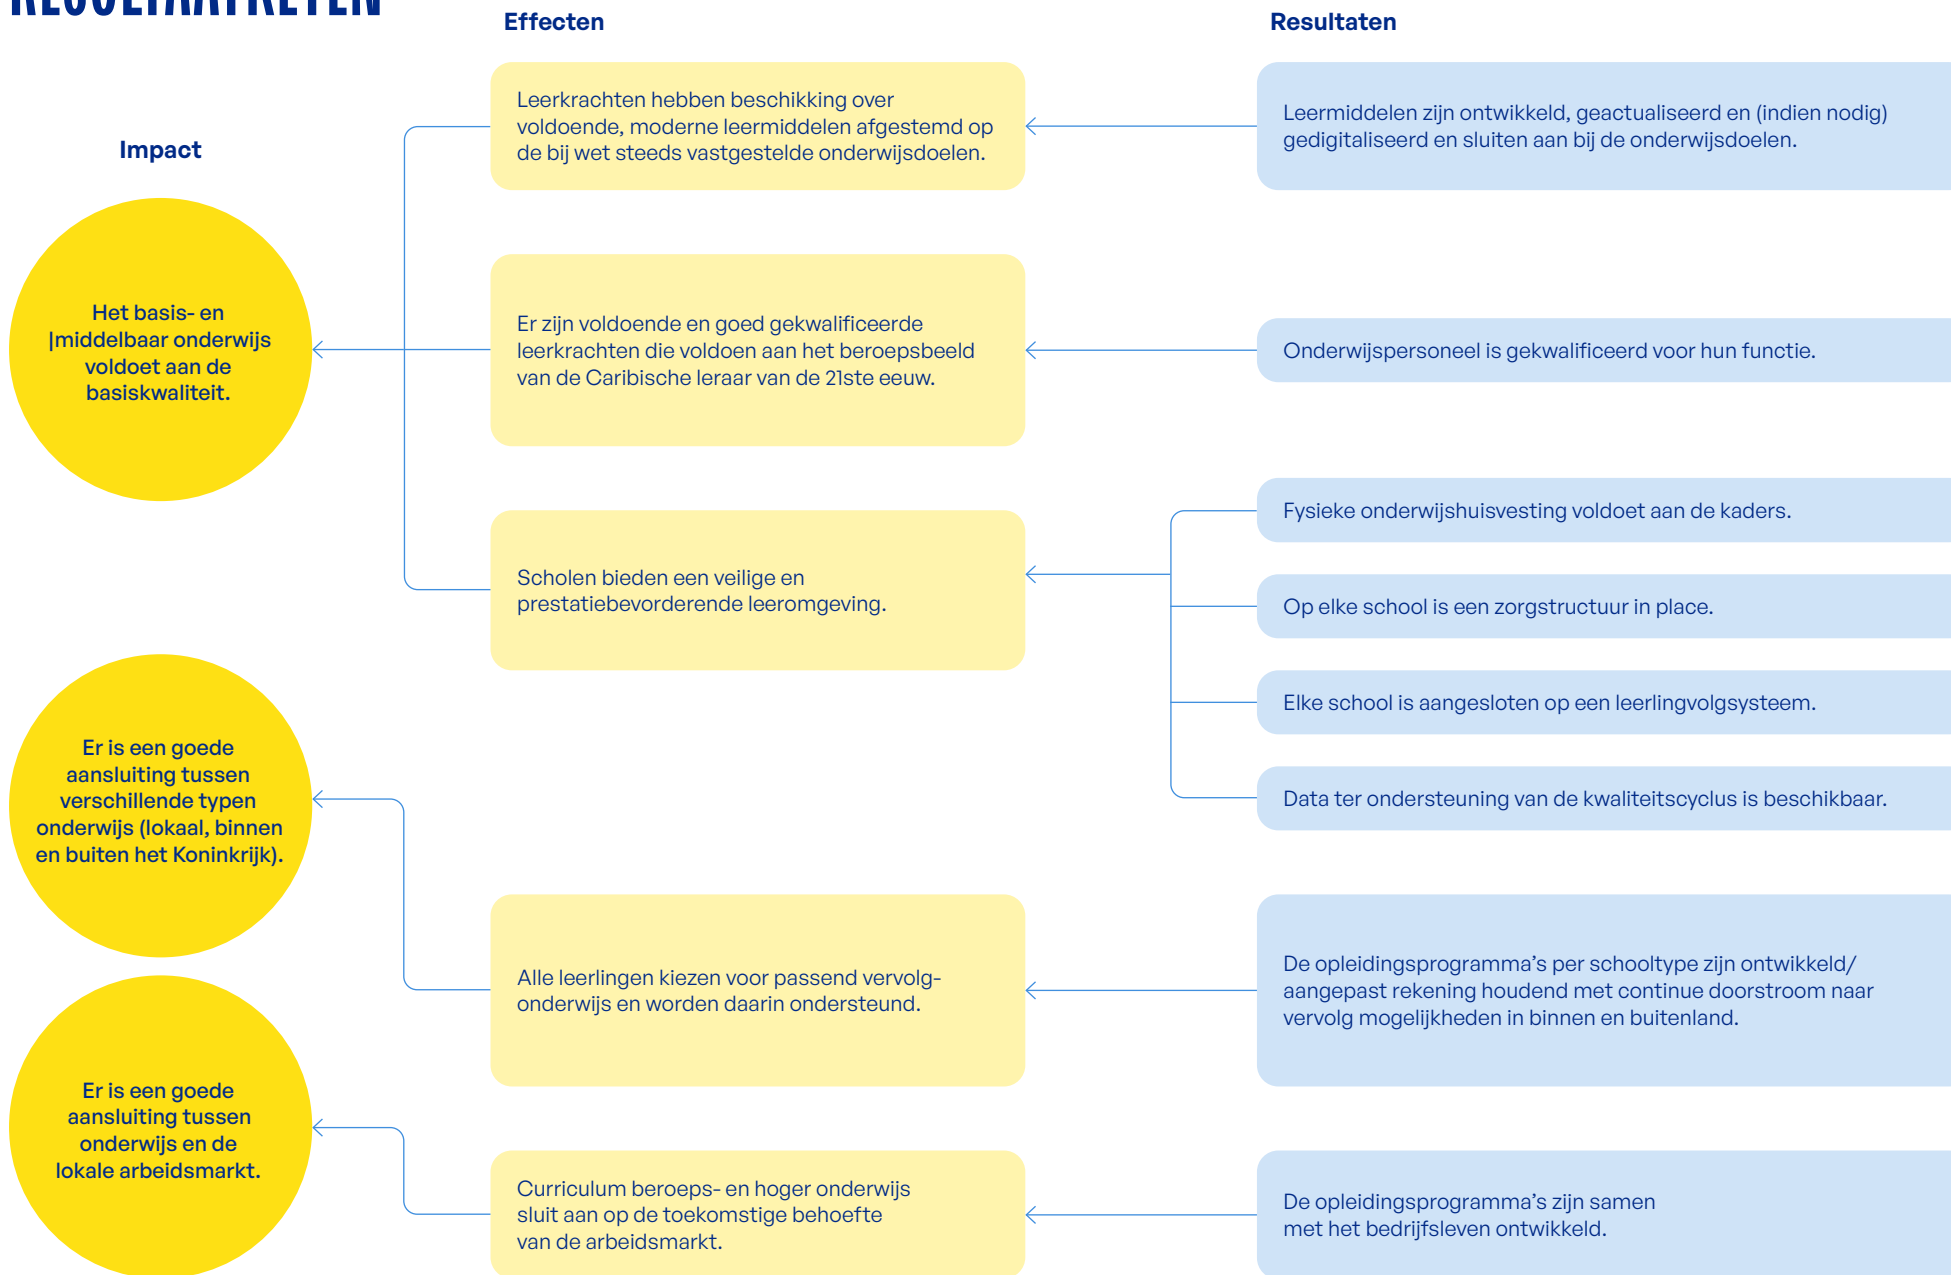 RESULTAATKETEN
Effecten
Resultaten
Impact
Leerkrachten hebben beschikking over
voldoende, moderne leermiddelen afgestemd op
de bij wet steeds vastgestelde onderwijsdoelen.
Leermiddelen zijn ontwikkeld, geactualiseerd en (indien nodig)
gedigitaliseerd en sluiten aan bij de onderwijsdoelen.
Het basis- en
|middelbaar onderwijs
voldoet aan de
basiskwaliteit.
Er zijn voldoende en goed gekwalificeerde
leerkrachten die voldoen aan het beroepsbeeld
van de Caribische leraar van de 21ste eeuw.
Onderwijspersoneel is gekwalificeerd voor hun functie.
Scholen bieden een veilige en
prestatiebevorderende leeromgeving.
Fysieke onderwijshuisvesting voldoet aan de kaders.
Op elke school is een zorgstructuur in place.
Elke school is aangesloten op een leerlingvolgsysteem.
Data ter ondersteuning van de kwaliteitscyclus is beschikbaar.
Er is een goede
aansluiting tussen
verschillende typen
onderwijs (lokaal, binnen
en buiten het Koninkrijk).
Alle leerlingen kiezen voor passend vervolg-
onderwijs en worden daarin ondersteund.
De opleidingsprogramma's per schooltype zijn ontwikkeld/
aangepast rekening houdend met continue doorstroom naar
vervolg mogelijkheden in binnen en buitenland.
Er is een goede
aansluiting tussen
onderwijs en de
lokale arbeidsmarkt.
Curriculum beroeps- en hoger onderwijs
sluit aan op de toekomstige behoefte
van de arbeidsmarkt.
De opleidingsprogramma's zijn samen
met het bedrijfsleven ontwikkeld.